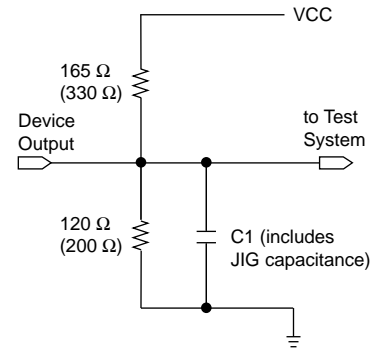 VCC
165 Ω
(330 Ω)
Device
Output
to Test
System
120 Ω
(200 Ω)
C1 (includes
JIG capacitance)